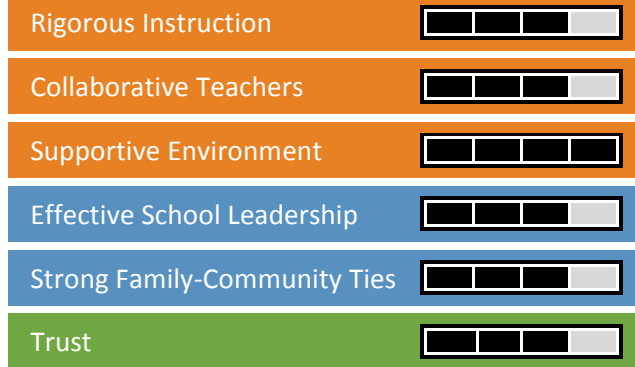 Rigorous Instruction
Collaborative Teachers
Supportive Environment
Effective School Leadership
Strong Family-Community Ties
Trust